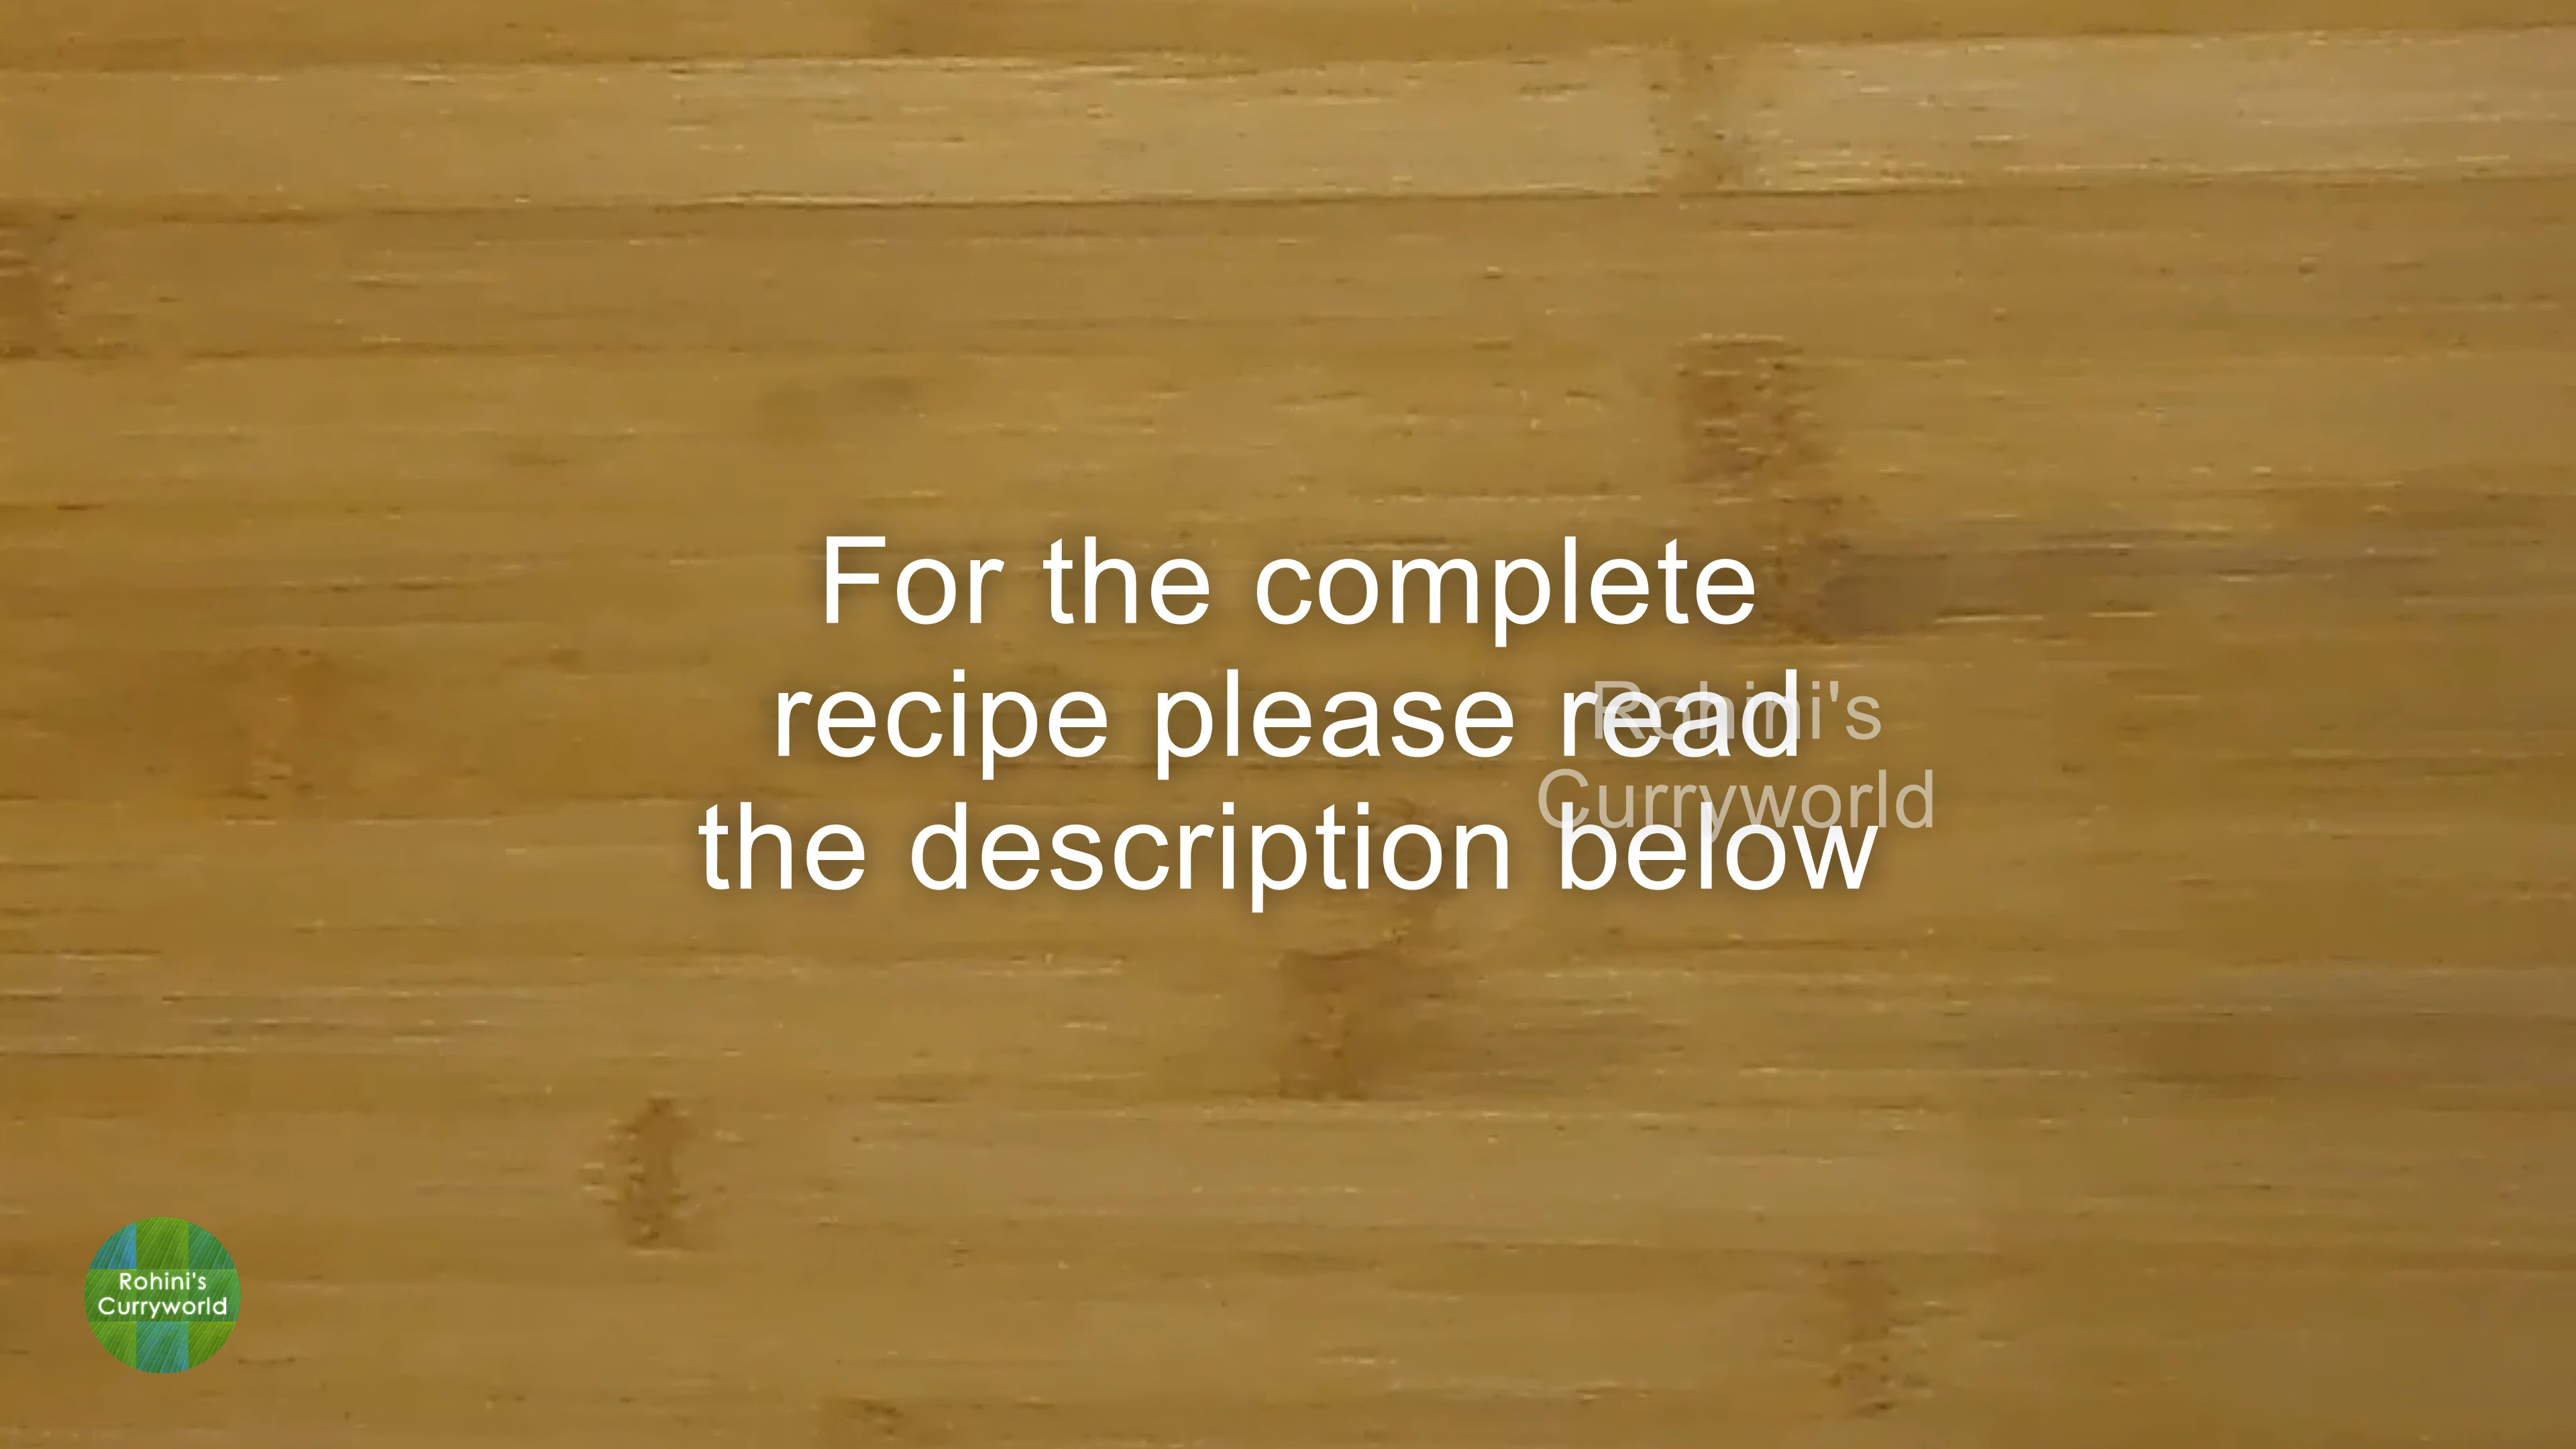 For the complete
recipe please read
the description below
Rohini's
Curryworld
Rohini's
Curryworld